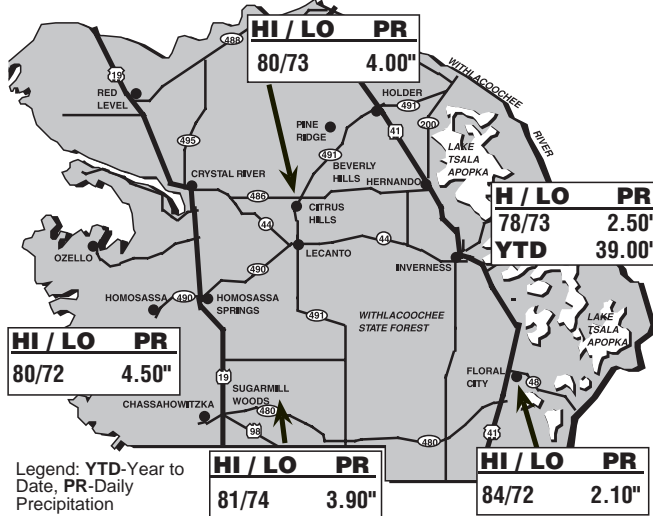 HI / LO PR
80/73 4.00"
488
19
RED
LEVEL
WITHLACOOCHEE
RIVER
HOLDER
491
PINE
RIDGE
41
200
495
491
BEVERLY
HILLS
LAKE
TSALA
APOPKA
CRYSTAL RIVER
HERNANDO
486
CITRUS
HILLS
H / LO PR
78/73 2.50"
YTD 39.00"
44
44
OZELLO
LECANTO
INVERNESS
490
HOMOSASSA
490
HOMOSASSA
SPRINGS
491
WITHLACOOCHEE
STATE FOREST
LAKE
TSALA
APOPKA
HI / LO PR
80/72 4.50"
19
FLORAL
CITY
48
SUGARMILL
WOODS
CHASSAHOWITZKA
480
98
480
41
Legend: YTD-Year to
Date, PR-Daily
Precipitation
HI / LO PR
81/74 3.90"
HI / LO PR
84/72 2.10"